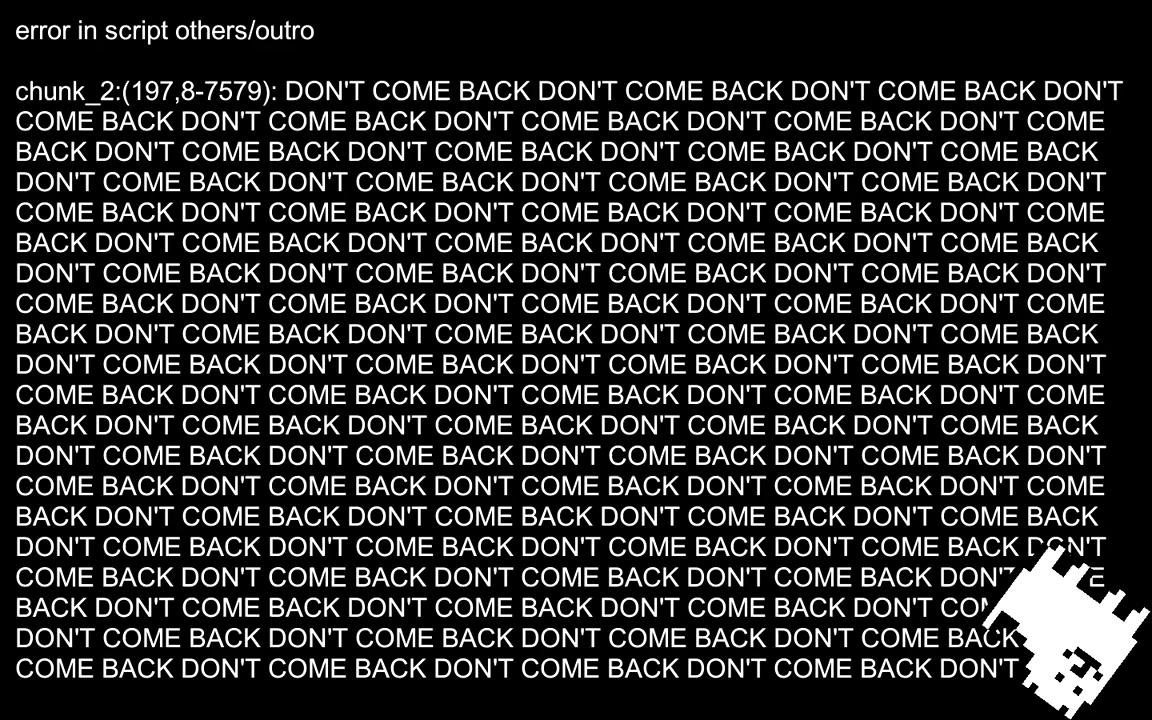 error in script others/outro
chunk_2:(197,8-7579): DON'T COME BACK DON'T COME BACK DON'T COME BACK DON'T
COME BACK DON'T COME BACK DON'T COME BACK DON'T COME BACK DON'T COME
BACK DON'T COME BACK DON'T COME BACK DON'T COME BACK DON'T COME BACK
DON'T COME BACK DON'T COME BACK DON'T COME BACK DON'T COME BACK DON'T
COME BACK DON'T COME BACK DON'T COME BACK DON'T COME BACK DON'T COME
BACK DON'T COME BACK DON'T COME BACK DON'T COME BACK DON'T COME BACK
DON'T COME BACK DON'T COME BACK DON'T COME BACK DON'T COME BACK DON'T
COME BACK DON'T COME BACK DON'T COME BACK DON'T COME BACK DON'T COME
BACK DON'T COME BACK DON'T COME BACK DON'T COME BACK DON'T COME BACK
DON'T COME BACK DON'T COME BACK DON'T COME BACK DON'T COME BACK DON'T
COME BACK DON'T COME BACK DON'T COME BACK DON'T COME BACK DON'T COME
BACK DON'T COME BACK DON'T COME BACK DON'T COME BACK DON'T COME BACK
DON'T COME BACK DON'T COME BACK DON'T COME BACK DON'T COME BACK DON'T
COME BACK DON'T COME BACK DON'T COME BACK DON'T COME BACK DON'T COME
BACK DON'T COME BACK DON'T COME BACK DON'T COME BACK DON'T COME BACK
DON'T COME BACK DON'T COME BACK DON'T COME BACK DON'T COME BACK DON'T
COME BACK DON'T COME BACK DON'T COME BACK DON'T COME BACK DON'T
BACK DON'T COME BACK DON'T COME BACK DON'T COME BACK DON'T
DON'T COME BACK DON'T COME BACK DON'T COME BACK DON'T COME BACK
COME BACK DON'T COME BACK DON'T COME BACK DON'T COME BACK DON'T